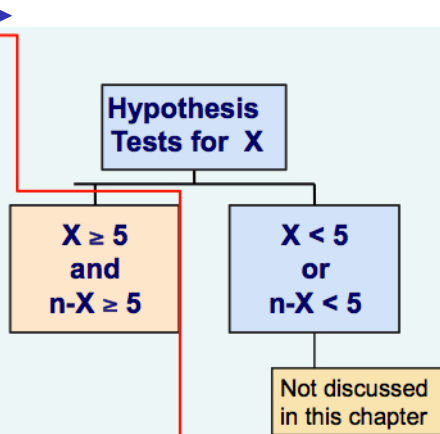 Hypothesis
Tests for X
X ≥ 5
and
n-X ≥ 5
X < 5
or
n-X < 5
Not discussed
in this chapter